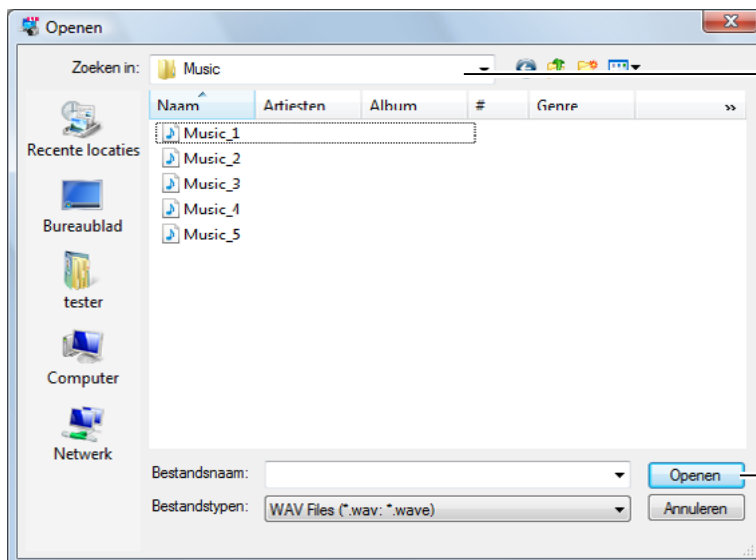 Openen
Zoeken in: Music
Naam Artiesten Album # Genre »
Music_1
Music_2
Music_3
Music_4
Music_5
Recente locaties
Bureaublad
tester
Computer
Netwerk
Bestandsnaam: Openen
Bestandstypen: WAV Files (*.wav: *.wave) Annuleren